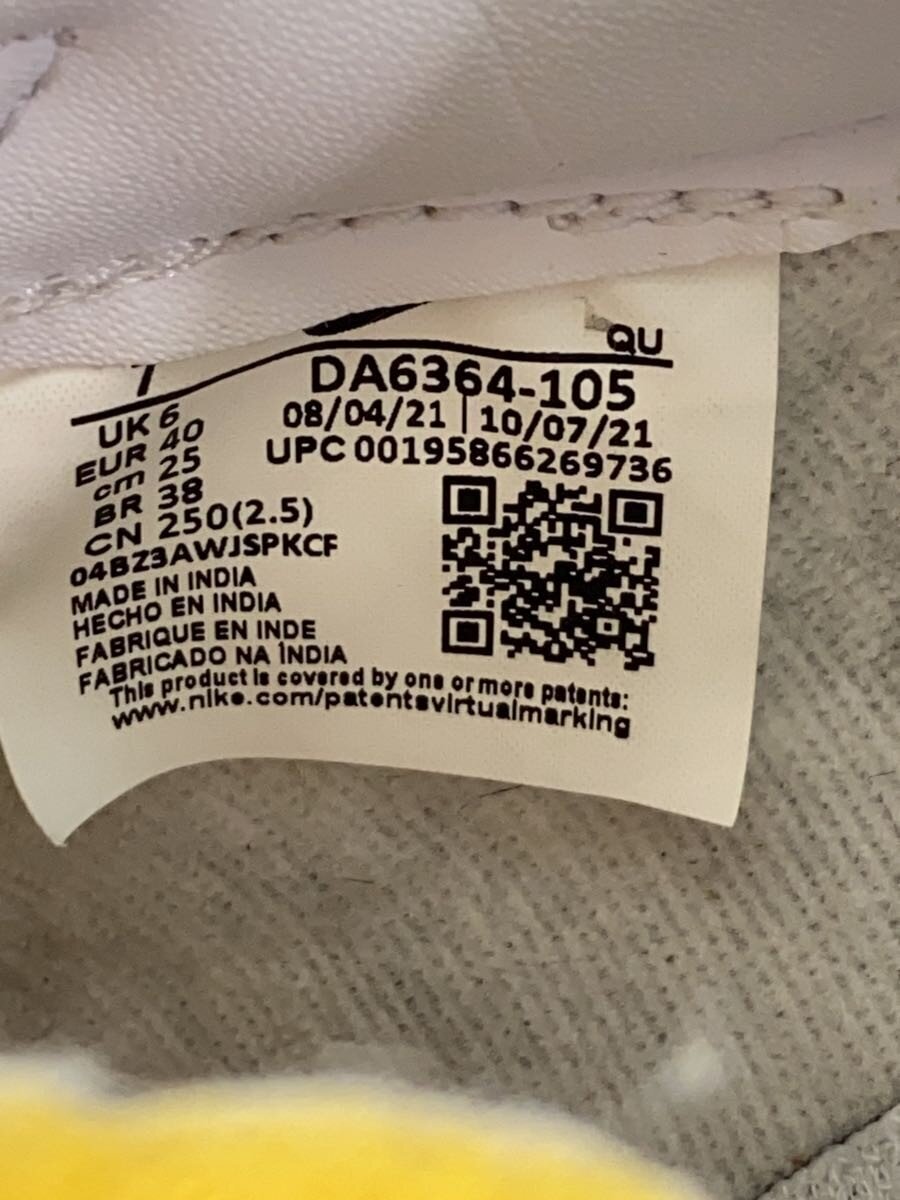 QU
7
DA6364-105
UK 6
08/04/21 | 10/07/21
EUR 40
UPC 00195866269736
cm 25
BR 38
CN 250(2.5)
04BZ3AWJSPKCF
MADE IN INDIA
HECHO EN INDIA
FABRIQUE EN INDE
FABRICADO NA ÍNDIA
This product is covered by one or more patents:
www.nike.com/patentsvirtualmarking